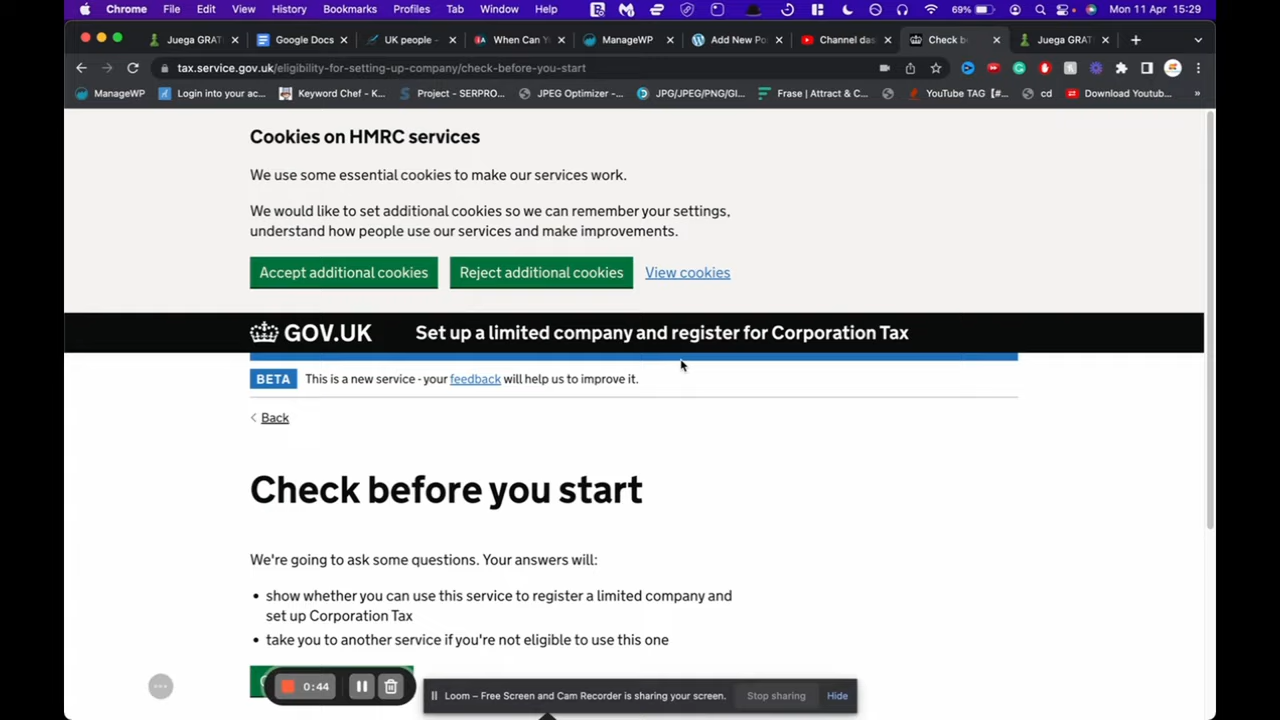 Chrome File Edit View History Bookmarks Profiles Tab Window Help 69% Mon 11 Apr 15:29
Juega GRAT Google Docs UK people - When Can Y ManageWP Add New Po Channel das Check b Juega GRAT
tax.service.gov.uk/eligibility-for-setting-up-company/check-before-you-start
ManageWP Login into your ac... Keyword Chef - K... Project - SERPRO... JPEG Optimizer -... JPG/JPEG/PNG/GI... Frase | Attract & C... YouTube TAG [#... cd Download Youtub... »
Cookies on HMRC services
We use some essential cookies to make our services work.
We would like to set additional cookies so we can remember your settings,
understand how people use our services and make improvements.
Accept additional cookies Reject additional cookies View cookies
GOV.UK Set up a limited company and register for Corporation Tax
BETA This is a new service - your feedback will help us to improve it.
Back
Check before you start
We're going to ask some questions. Your answers will:
• show whether you can use this service to register a limited company and
set up Corporation Tax
• take you to another service if you're not eligible to use this one
0:44
Loom – Free Screen and Cam Recorder is sharing your screen. Stop sharing Hide